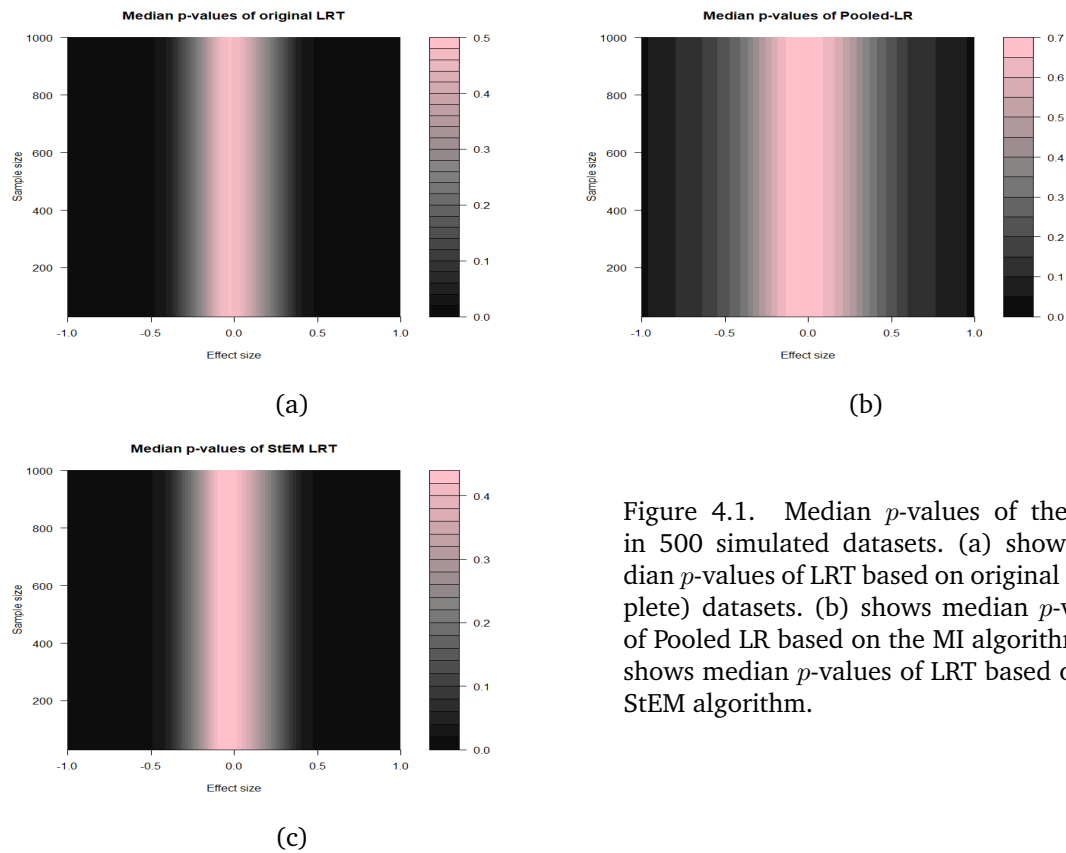 Median p-values of original LRT
1000
800
600
400
200
Sample size
-1.0 -0.5 0.0 0.5 1.0
Effect size
0.5
0.4
0.3
0.2
0.1
0.0
(a)
Median p-values of Pooled-LR
1000
800
600
400
200
Sample size
-1.0 -0.5 0.0 0.5 1.0
Effect size
0.7
0.6
0.5
0.4
0.3
0.2
0.1
0.0
(b)
Median p-values of StEM LRT
1000
800
600
400
200
Sample size
-1.0 -0.5 0.0 0.5 1.0
Effect size
0.4
0.3
0.2
0.1
0.0
(c)
Figure 4.1. Median p-values of the
in 500 simulated datasets. (a) show
dian p-values of LRT based on original
plete) datasets. (b) shows median p-v
of Pooled LR based on the MI algorithm
shows median p-values of LRT based o
StEM algorithm.